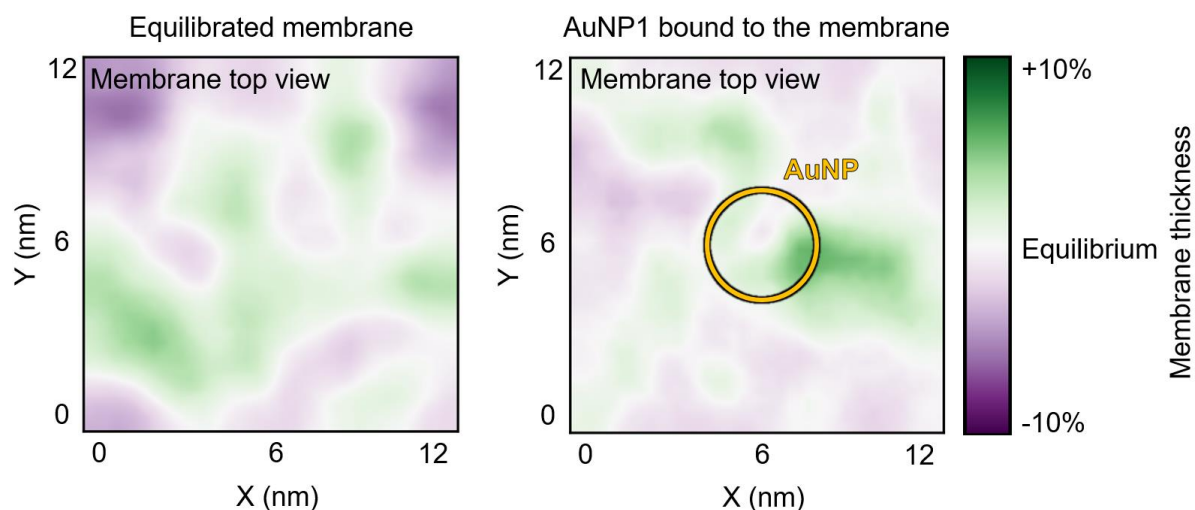 Equilibrated membrane
AuNP1 bound to the membrane
Membrane top view
12
6
0
Y (nm)
0
6
12
X (nm)
Membrane top view
AuNP
12
6
0
Y (nm)
0
6
12
X (nm)
+10%
Equilibrium
-10%
Membrane thickness